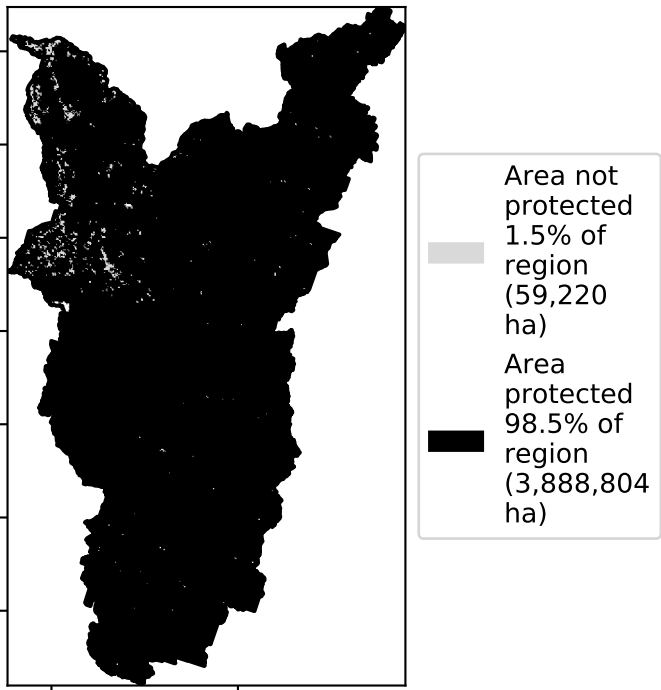 Area not
protected
1.5% of
region
(59,220
ha)
Area
protected
98.5% of
region
(3,888,804
ha)